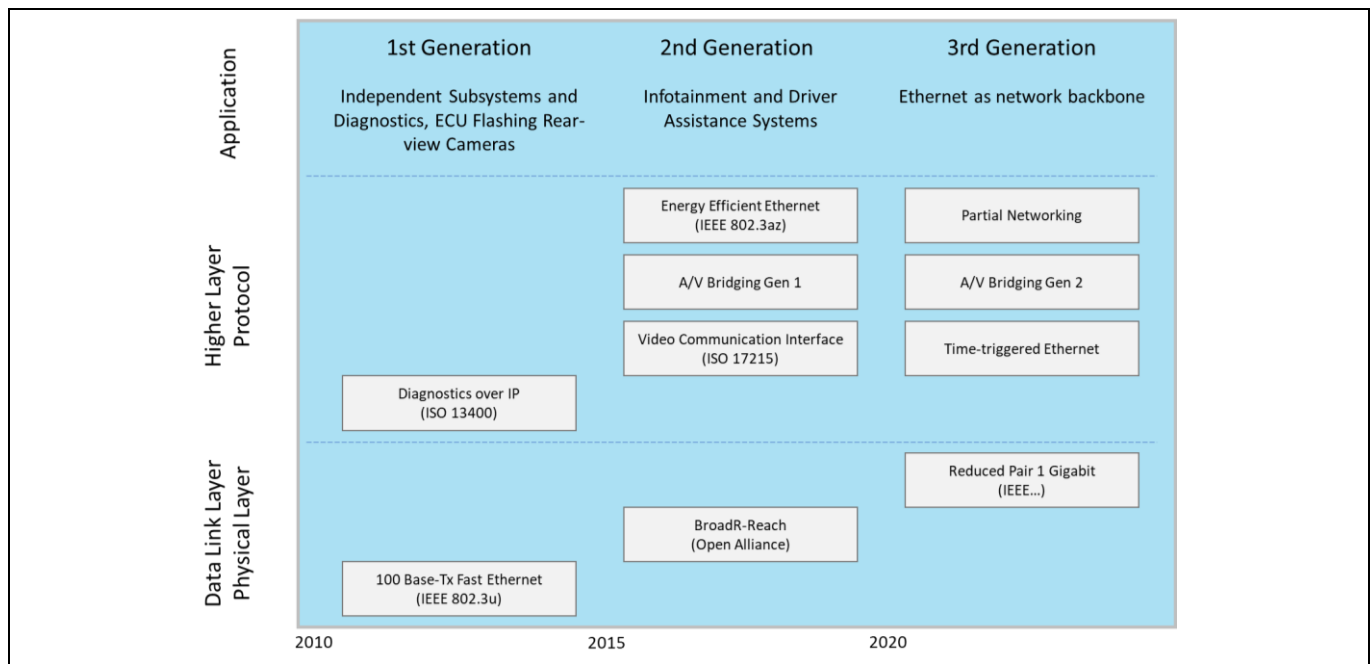 Application
1st Generation
Independent Subsystems and
Diagnostics, ECU Flashing Rear-
view Cameras
2nd Generation
Infotainment and Driver
Assistance Systems
3rd Generation
Ethernet as network backbone
Higher Layer
Protocol
Diagnostics over IP
(ISO 13400)
Energy Efficient Ethernet
(IEEE 802.3az)
A/V Bridging Gen 1
Video Communication Interface
(ISO 17215)
Partial Networking
A/V Bridging Gen 2
Time-triggered Ethernet
Data Link Layer
Physical Layer
100 Base-Tx Fast Ethernet
(IEEE 802.3u)
BroadR-Reach
(Open Alliance)
Reduced Pair 1 Gigabit
(IEEE...)
2010
2015
2020